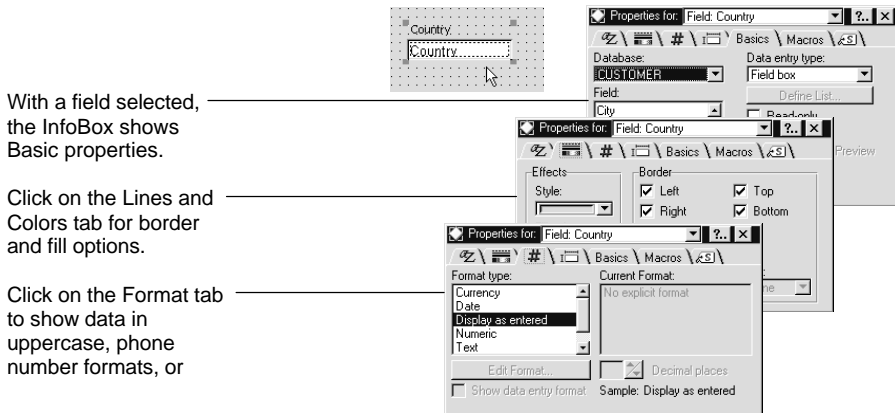 Country
Country
With a field selected,
the InfoBox shows
Basic properties.
Click on the Lines and
Colors tab for border
and fill options.
Click on the Format tab
to show data in
uppercase, phone
number formats, or
Properties for: Field: Country
?..
# Basics Macros
Database: Data entry type:
CUSTOMER Field box
Field: Define List...
City Read-only
Preview
Properties for: Field: Country
?..
# Basics Macros
Effects Border
Style: Left Top
Right Bottom
Properties for: Field: Country
?..
# Basics Macros
Format type: Current Format:
Currency No explicit format
Date
Display as entered
Numeric
Text
Edit Format... Decimal places
Show data entry format Sample: Display as entered